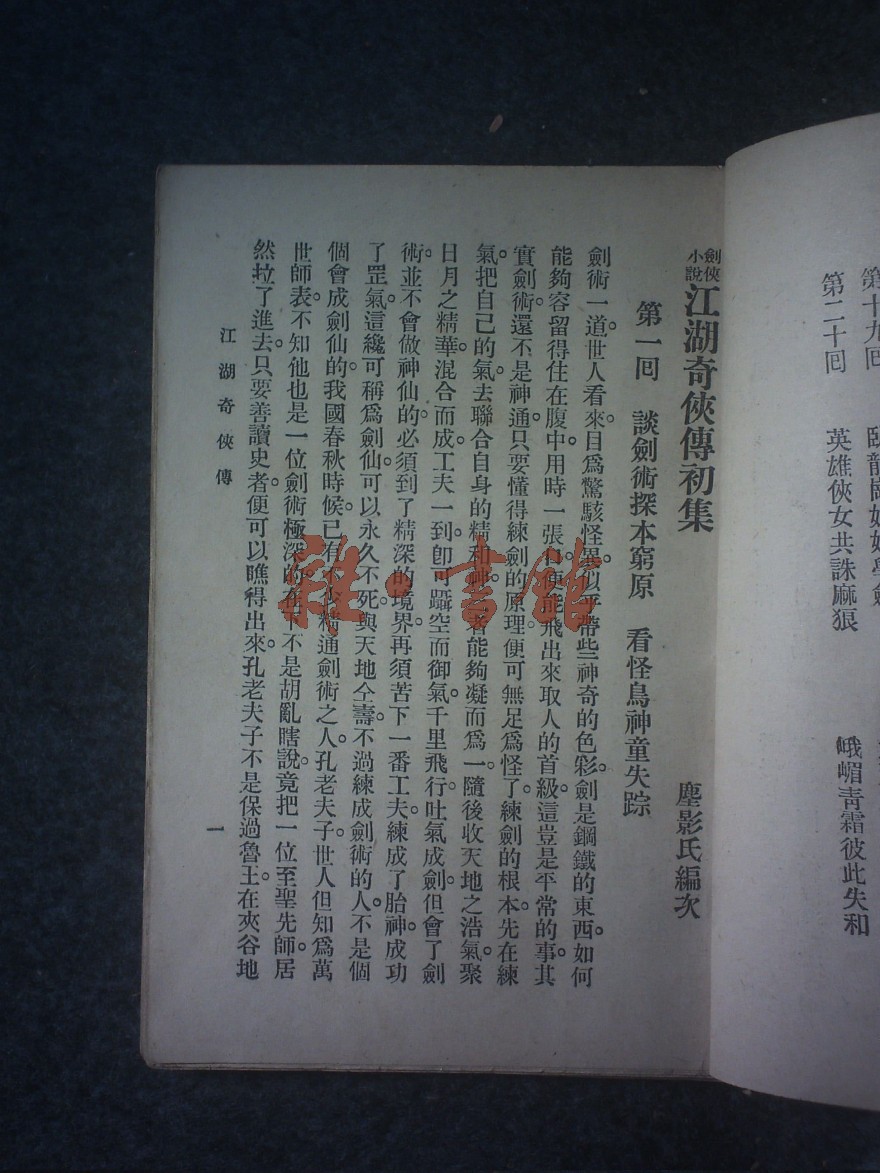 第十九回
第二十回　英雄俠女共誅麻狽　峨嵋青霜彼此失和
劍俠小說江湖奇俠傳初集
塵影氏編次
第一回　談劍術探本窮原　看怪鳥神童失踪
劍術一道。世人看來。目爲驚駭怪異。似乎帶些神奇的色彩。劍是鋼鐵的東西。如何
能夠容留得住在腹中。用時一張口。便能飛出來取人的首級。這豈是平常的事。其
實劍術還不是神通。只要懂得練劍的原理。便可無足爲怪了。練劍的根本。先在練
氣。把自己的氣。去聯合自身的精和神。三者能夠凝而爲一。隨後收天地之浩氣。聚
日月之精華。混合而成。工夫一到。卽可躡空而御氣。千里飛行。吐氣成劍。但會了劍
術。並不會做神仙的。必須到了精深的境界。再須苦下一番工夫。練成了胎神。成功
了罡氣。這纔可稱爲劍仙。可以永久不死。與天地仝壽。不過練成劍術的人。不是個
個會成劍仙的。我國春秋時候。已有不少精通劍術之人。孔老夫子。世人但知爲萬
世師表。不知他也是一位劍術極深的。在下不是胡亂瞎說。竟把一位至聖先師。居
然拉了進去。只要善讀史者。便可以瞧得出來。孔老夫子不是保過魯王。在夾谷地
江湖奇俠傳
一
雜·書館